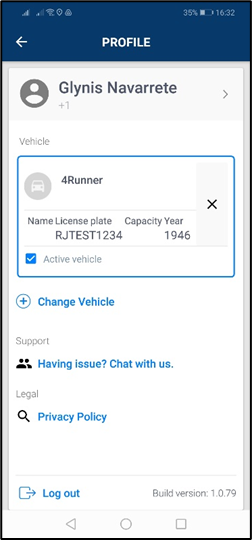 35% 16:32
PROFILE
Glynis Navarrete
+1
Vehicle
4Runner
Name License plate Capacity Year
RJTEST1234 1946
Active vehicle
Change Vehicle
Support
Having issue? Chat with us.
Legal
Privacy Policy
Log out Build version: 1.0.79